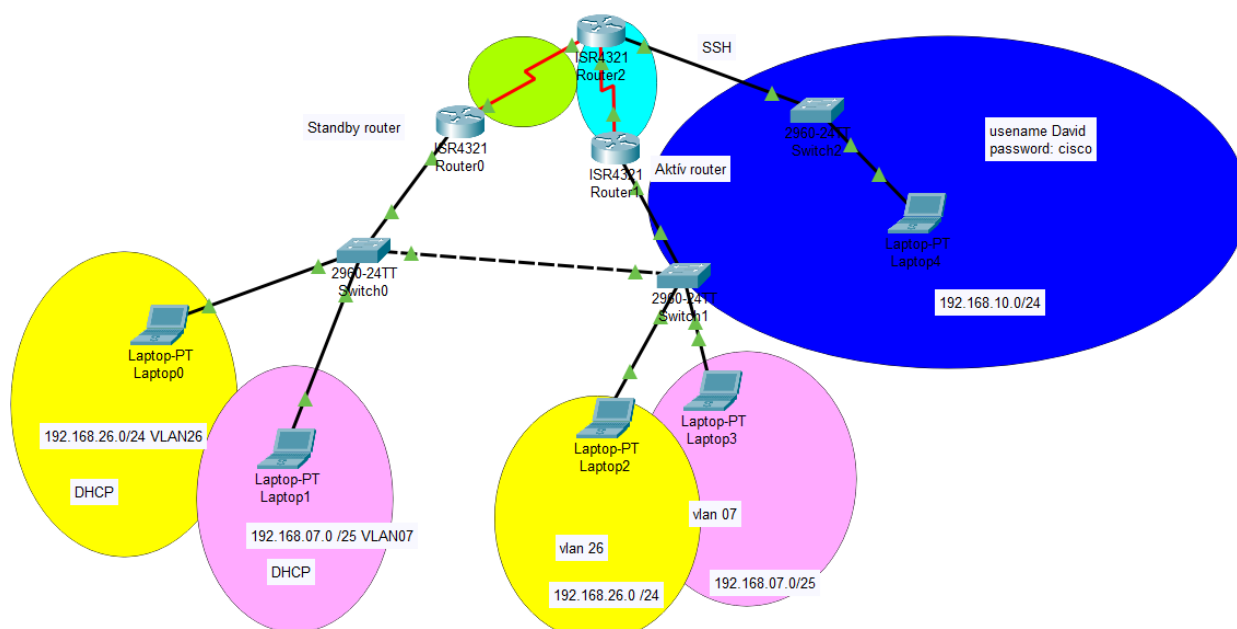 ISR4321
Router2
SSH
Standby router
ISR4321
Router0
ISR4321
Router1
Aktív router
2960-24TT
Switch2
usename David
password: cisco
Laptop-PT
Laptop4
192.168.10.0/24
2960-24TT
Switch0
2960-24TT
Switch1
Laptop-PT
Laptop0
192.168.26.0/24 VLAN26
DHCP
Laptop-PT
Laptop1
192.168.07.0 /25 VLAN07
DHCP
Laptop-PT
Laptop2
vlan 26
192.168.26.0 /24
Laptop-PT
Laptop3
vlan 07
192.168.07.0/25